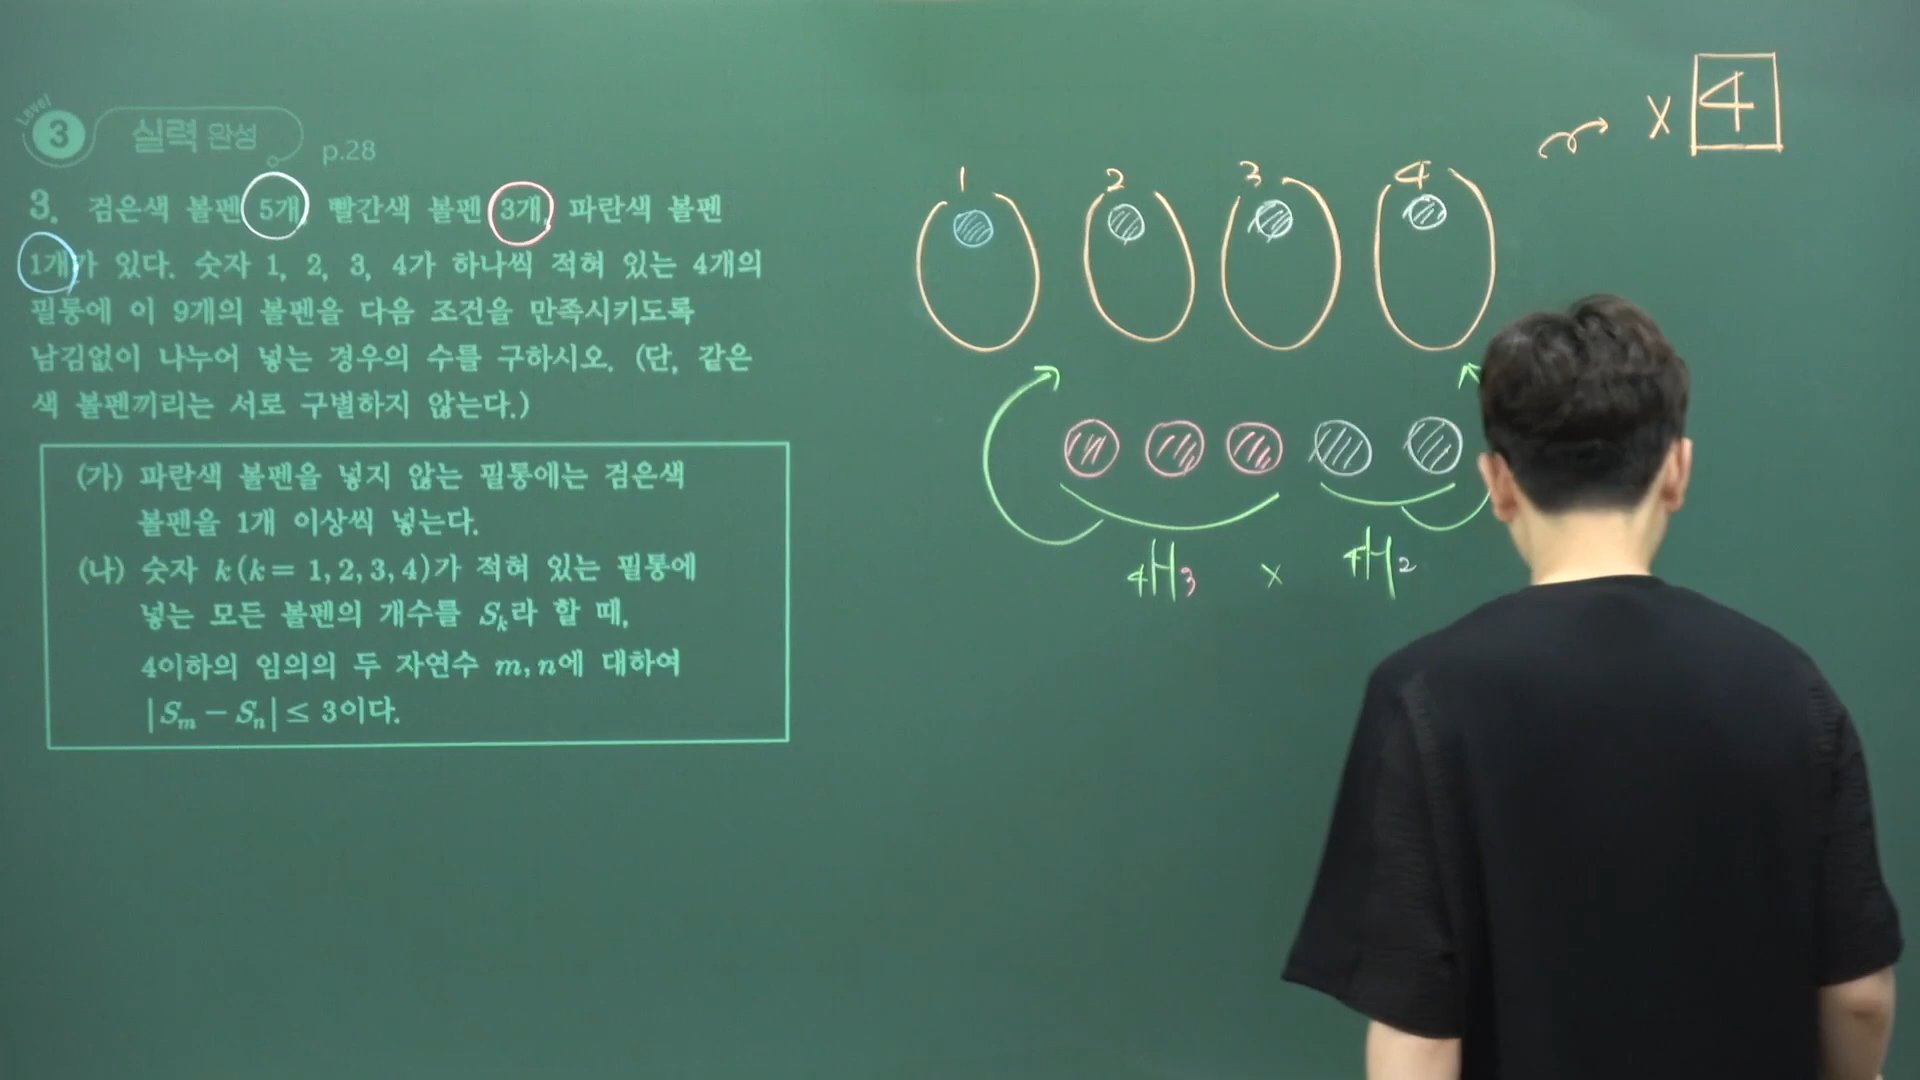 Level 3 실력 완성 p.28
3. 검은색 볼펜 5개, 빨간색 볼펜 3개, 파란색 볼펜
1개가 있다. 숫자 1, 2, 3, 4가 하나씩 적혀 있는 4개의
필통에 이 9개의 볼펜을 다음 조건을 만족시키도록
남김없이 나누어 넣는 경우의 수를 구하시오. (단, 같은
색 볼펜끼리는 서로 구별하지 않는다.)
(가) 파란색 볼펜을 넣지 않는 필통에는 검은색
볼펜을 1개 이상씩 넣는다.
(나) 숫자 k(k = 1, 2, 3, 4)가 적혀 있는 필통에
넣는 모든 볼펜의 개수를 Sₖ라 할 때,
4이하의 임의의 두 자연수 m, n에 대하여
|Sₘ − Sₙ| ≤ 3이다.
× 4
1 2 3 4
₄H₃ × ₄H₂